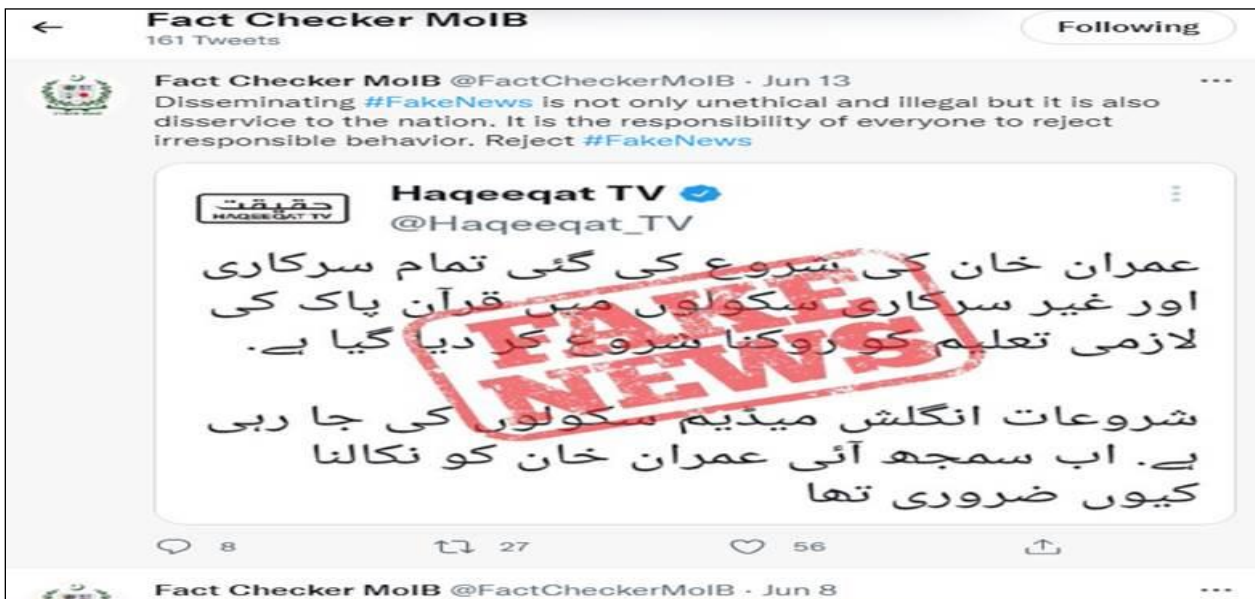 Fact Checker MoIB
161 Tweets
Following
Fact Checker MoIB @FactCheckerMoIB · Jun 13
Disseminating #FakeNews is not only unethical and illegal but it is also
disservice to the nation. It is the responsibility of everyone to reject
irresponsible behavior. Reject #FakeNews
حقیقت
HAQEEQAT TV
Haqeeqat TV
@Haqeeqat_TV
عمران خان کی شروع کی گئی تمام سرکاری
اور غیر سرکاری سکولوں میں قرآن پاک کی
لازمی تعلیم کو روکنا شروع کر دیا گیا ہے.
شروعات انگلش میڈیم سکولوں کی جا رہی
ہے. اب سمجھ آئی عمران خان کو نکالنا
کیوں ضروری تھا
FAKE
NEWS
8 27 56
Fact Checker MoIB @FactCheckerMoIB · Jun 8